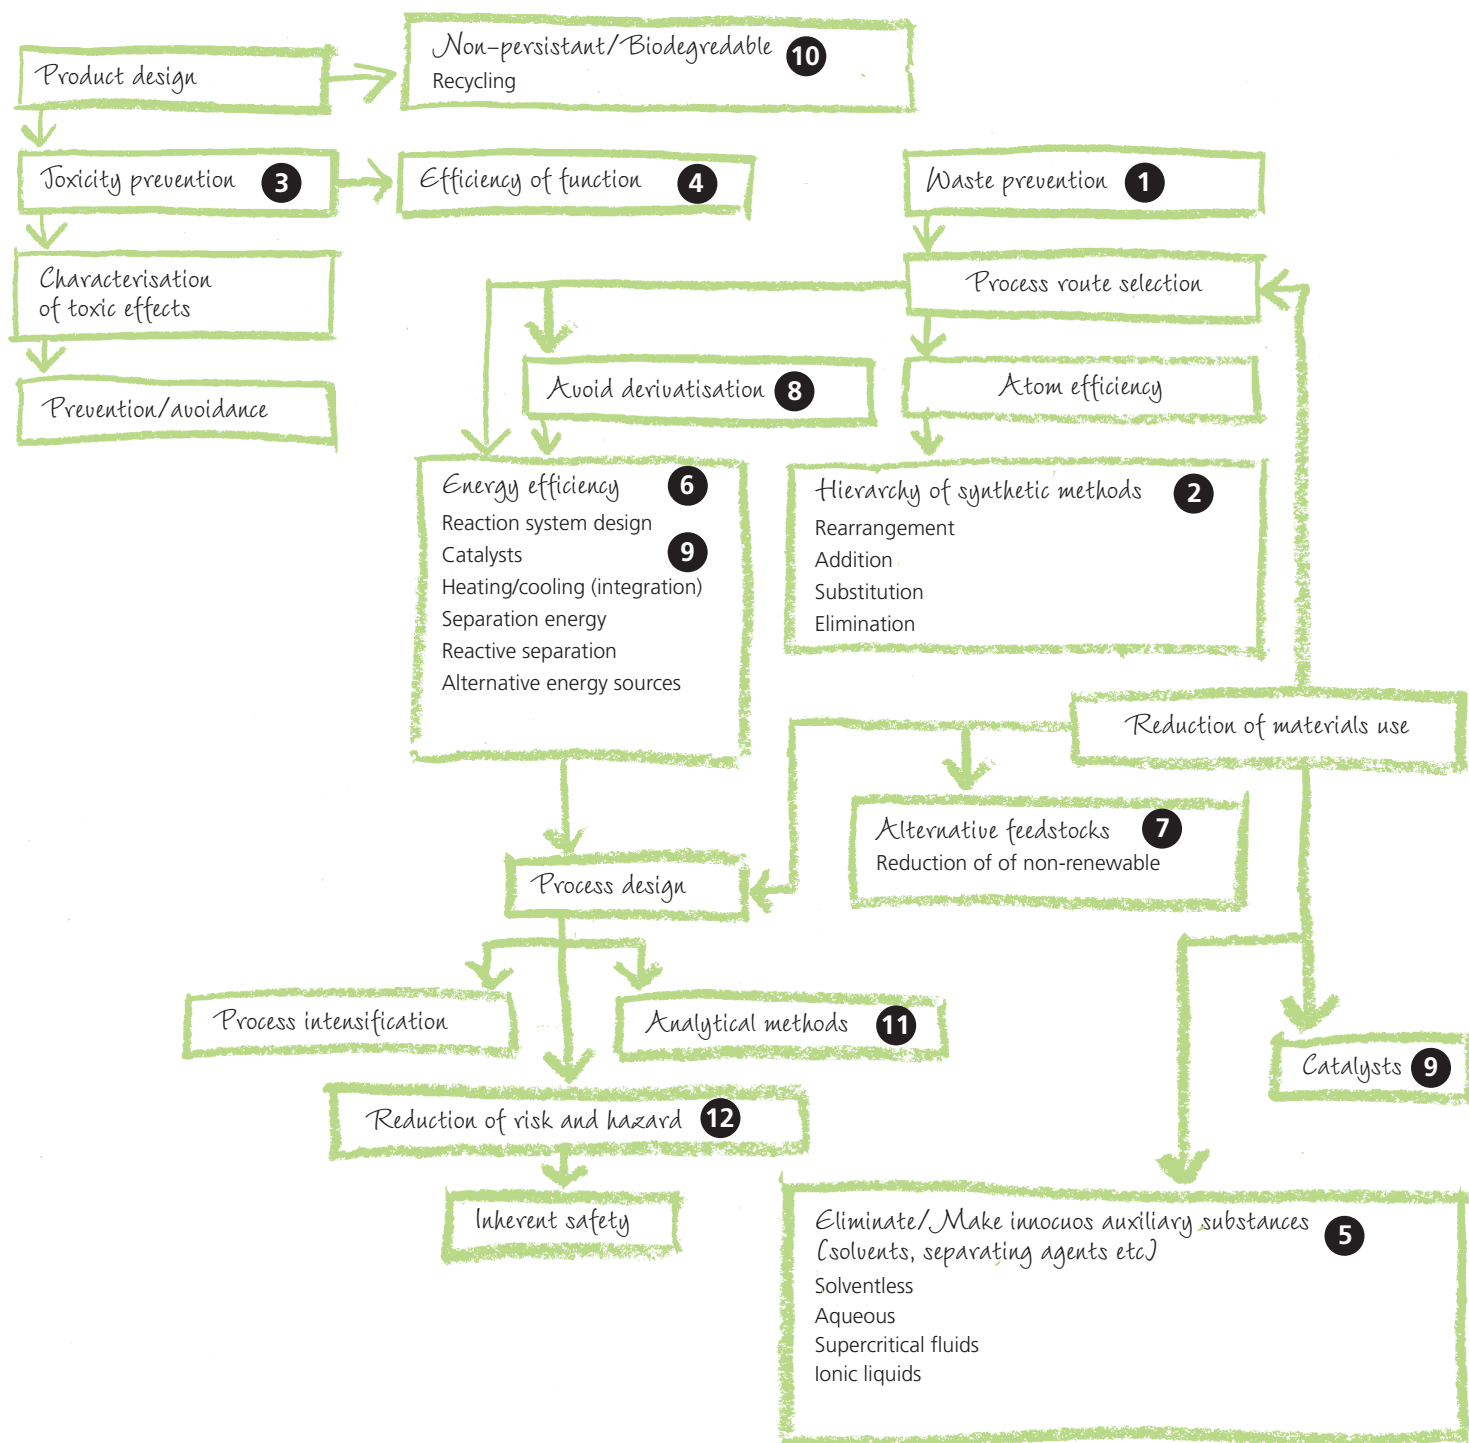 Product design
Non-persistant/Biodegredable 10
Recycling
Toxicity prevention 3
Efficiency of function 4
Waste prevention 1
Characterisation
of toxic effects
Process route selection
Prevention/avoidance
Avoid derivatisation 8
Atom efficiency
Energy efficiency 6
Reaction system design
Catalysts 9
Heating/cooling (integration)
Separation energy
Reactive separation
Alternative energy sources
Hierarchy of synthetic methods 2
Rearrangement
Addition
Substitution
Elimination
Reduction of materials use
Alternative feedstocks 7
Reduction of of non-renewable
Process design
Process intensification
Analytical methods 11
Catalysts 9
Reduction of risk and hazard 12
Inherent safety
Eliminate/Make innocuos auxiliary substances 5
(solvents, separating agents etc)
Solventless
Aqueous
Supercritical fluids
Ionic liquids